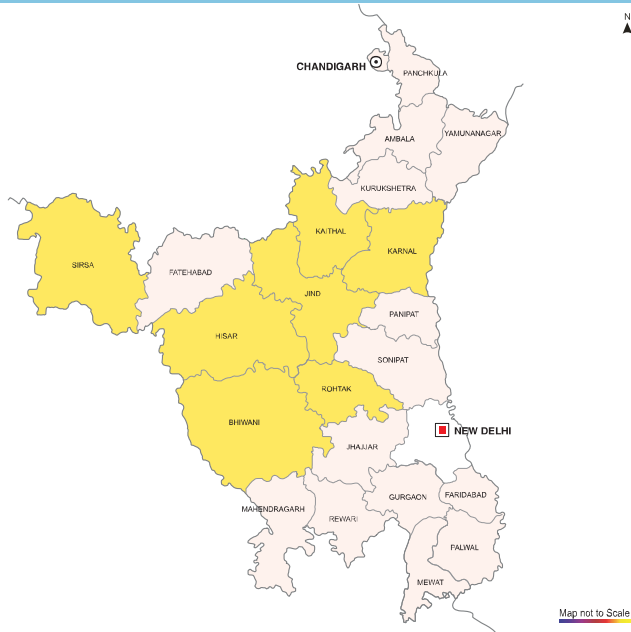 N
CHANDIGARH
PANCHKULA
AMBALA
YAMUNANAGAR
KURUKSHETRA
KAITHAL
KARNAL
SIRSA
FATEHABAD
JIND
PANIPAT
HISAR
SONIPAT
ROHTAK
BHIWANI
NEW DELHI
JHAJJAR
GURGAON
FARIDABAD
MAHENDRAGARH
REWARI
PALWAL
MEWAT
Map not to Scale